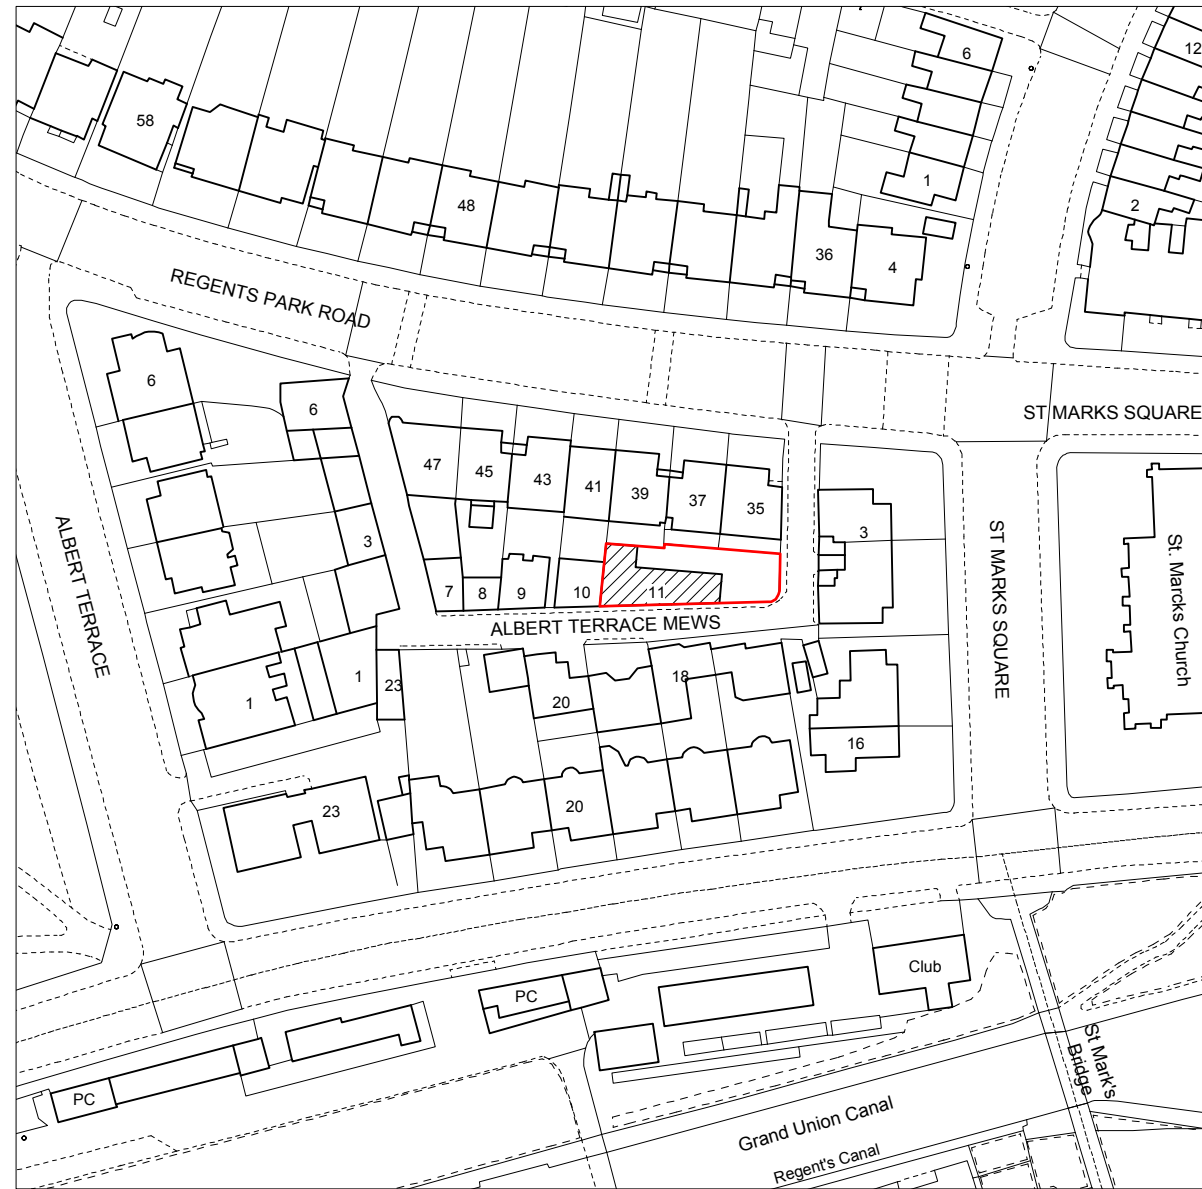 6
12
58
1
48
2
36
4
REGENTS PARK ROAD
6
6
ST MARKS SQUARE
47
45
43
41
39
37
35
3
3
ALBERT TERRACE
ST MARKS SQUARE
St. Marcks Church
7
8
9
10
11
ALBERT TERRACE MEWS
1
1
23
20
18
16
23
20
Club
PC
PC
St Mark's
Bridge
Grand Union Canal
Regent's Canal